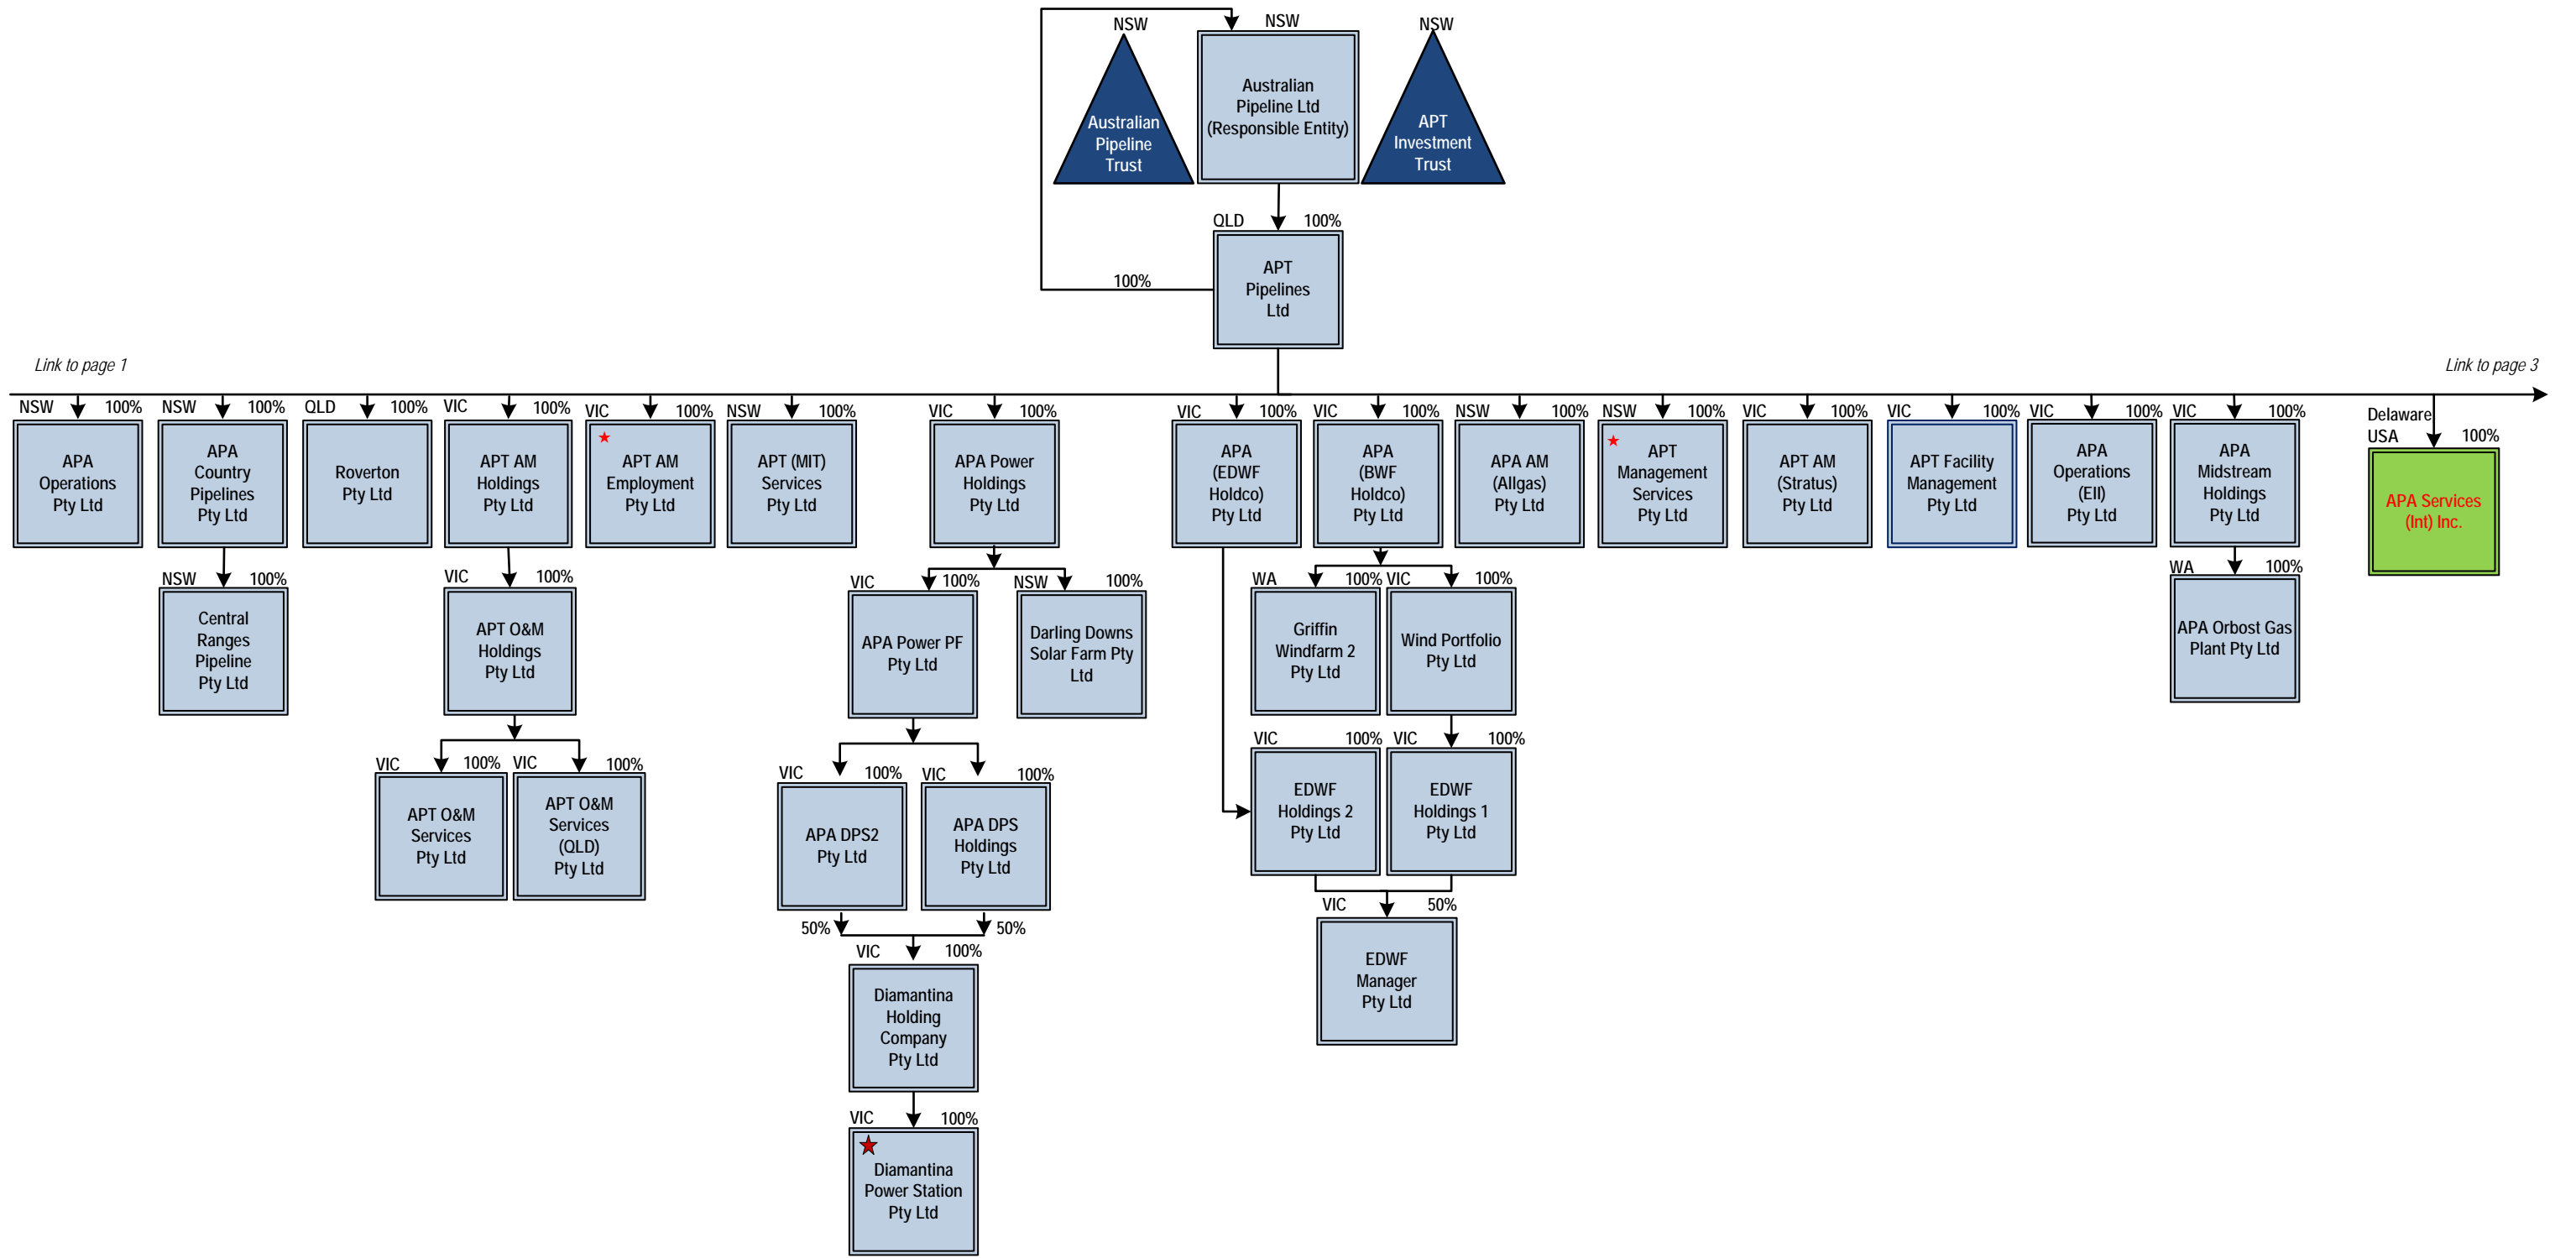 NSW
NSW
NSW
Australian
Pipeline
Trust
Australian
Pipeline Ltd
(Responsible Entity)
APT
Investment
Trust
QLD 100%
APT
Pipelines
Ltd
100%
Link to page 1
Link to page 3
NSW 100%
APA
Operations
Pty Ltd
NSW 100%
APA
Country
Pipelines
Pty Ltd
QLD 100%
Roverton
Pty Ltd
VIC 100%
APT AM
Holdings
Pty Ltd
VIC 100%
APT AM
Employment
Pty Ltd
NSW 100%
APT (MIT)
Services
Pty Ltd
VIC 100%
APA Power
Holdings
Pty Ltd
VIC 100%
APA
(EDWF
Holdco)
Pty Ltd
VIC 100%
APA
(BWF
Holdco)
Pty Ltd
NSW 100%
APA AM
(Allgas)
Pty Ltd
NSW 100%
APT
Management
Services
Pty Ltd
VIC 100%
APT AM
(Stratus)
Pty Ltd
VIC 100%
APT Facility
Management
Pty Ltd
VIC 100%
APA
Operations
(EII)
Pty Ltd
VIC 100%
APA
Midstream
Holdings
Pty Ltd
Delaware
USA 100%
APA Services
(Int) Inc.
NSW 100%
Central
Ranges
Pipeline
Pty Ltd
VIC 100%
APT O&M
Holdings
Pty Ltd
VIC 100%
APA Power PF
Pty Ltd
NSW 100%
Darling Downs
Solar Farm Pty
Ltd
WA 100%
Griffin
Windfarm 2
Pty Ltd
VIC 100%
Wind Portfolio
Pty Ltd
WA 100%
APA Orbost Gas
Plant Pty Ltd
VIC 100%
APT O&M
Services
Pty Ltd
VIC 100%
APT O&M
Services
(QLD)
Pty Ltd
VIC 100%
APA DPS2
Pty Ltd
VIC 100%
APA DPS
Holdings
Pty Ltd
VIC 100%
EDWF
Holdings 2
Pty Ltd
VIC 100%
EDWF
Holdings 1
Pty Ltd
50%
50%
VIC 100%
Diamantina
Holding
Company
Pty Ltd
VIC 50%
EDWF
Manager
Pty Ltd
VIC 100%
Diamantina
Power Station
Pty Ltd